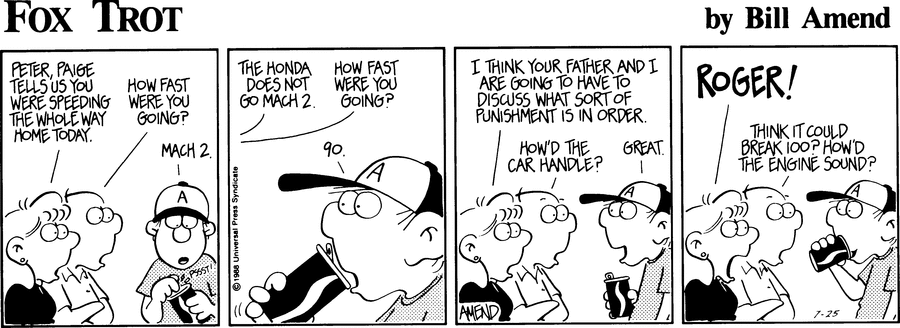 FOX TROT
by Bill Amend
PETER, PAIGE
TELLS US YOU
WERE SPEEDING
THE WHOLE WAY
HOME TODAY.
HOW FAST
WERE YOU
GOING?
MACH 2.
A
PSSST!
THE HONDA
DOES NOT
GO MACH 2.
HOW FAST
WERE YOU
GOING?
90.
A
© 1988 Universal Press Syndicate
I THINK YOUR FATHER AND I
ARE GOING TO HAVE TO
DISCUSS WHAT SORT OF
PUNISHMENT IS IN ORDER.
HOW'D THE
CAR HANDLE?
GREAT.
A
AMEND
ROGER!
THINK IT COULD
BREAK 100? HOW'D
THE ENGINE SOUND?
A
7-25